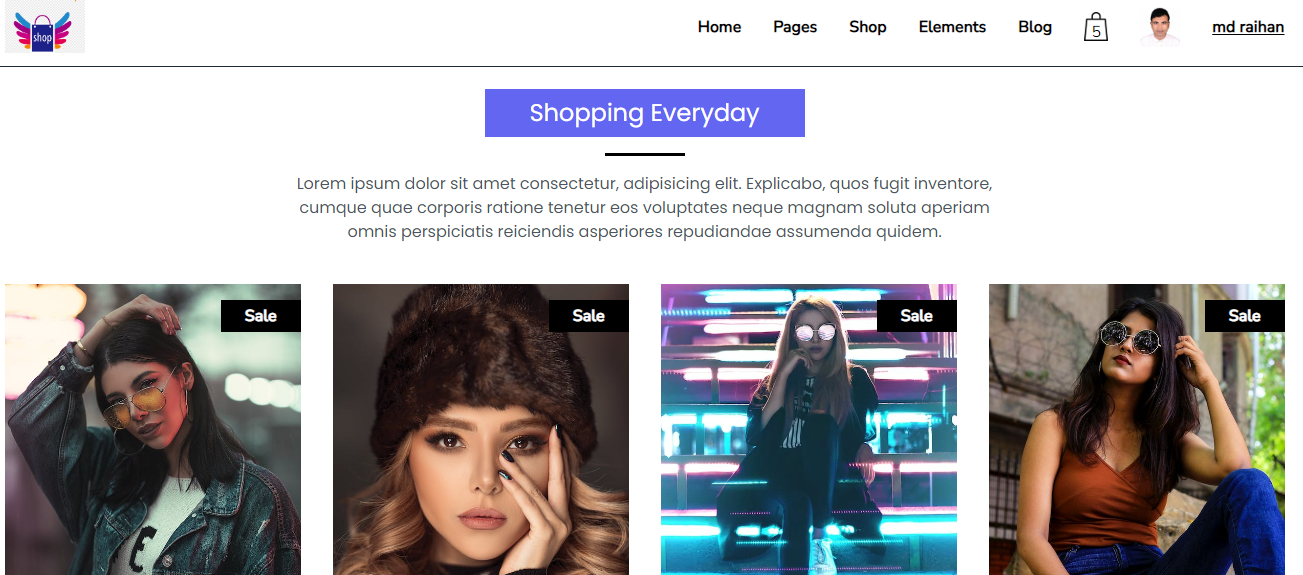 shop
Home Pages Shop Elements Blog 5 md raihan
Shopping Everyday
Lorem ipsum dolor sit amet consectetur, adipisicing elit. Explicabo, quos fugit inventore,
cumque quae corporis ratione tenetur eos voluptates neque magnam soluta aperiam
omnis perspiciatis reiciendis asperiores repudiandae assumenda quidem.
Sale Sale Sale Sale